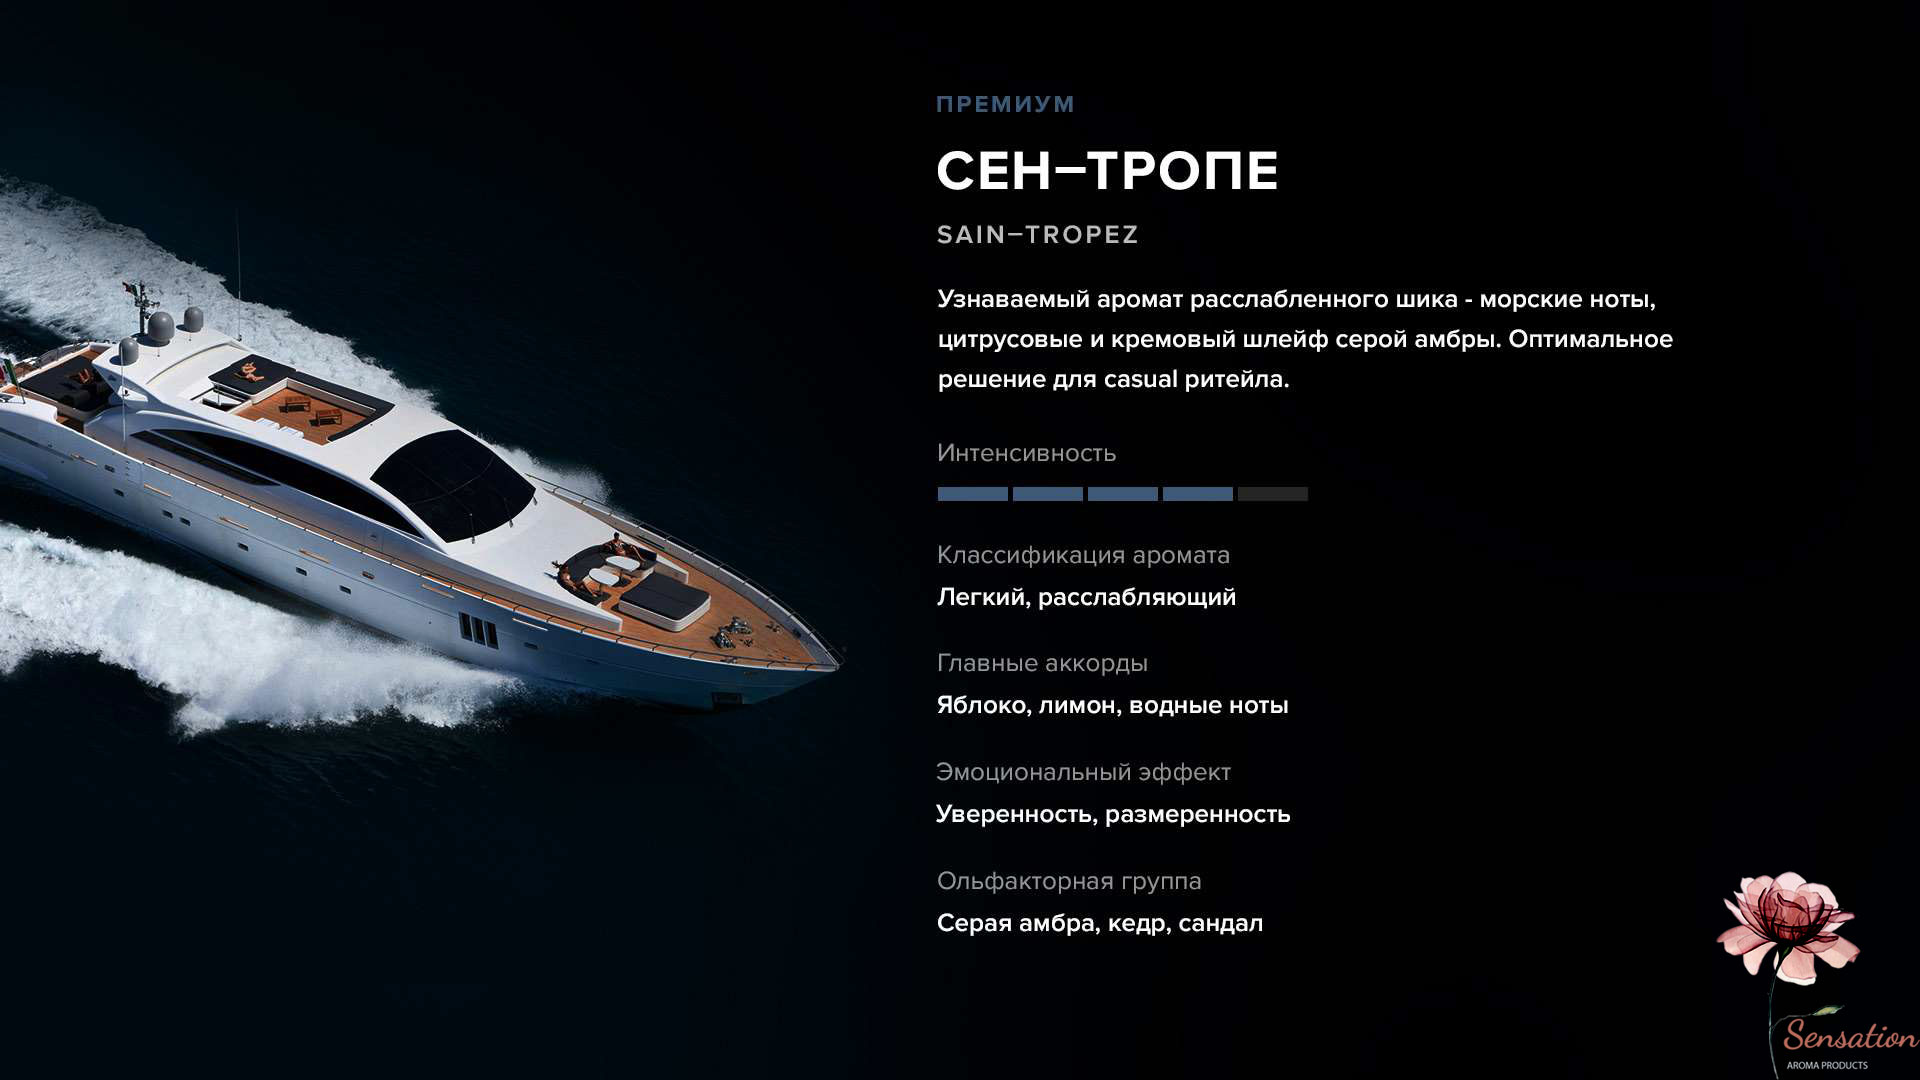 ПРЕМИУМ
СЕН–ТРОПЕ
SAIN–TROPEZ
Узнаваемый аромат расслабленного шика - морские ноты,
цитрусовые и кремовый шлейф серой амбры. Оптимальное
решение для casual ритейла.
Интенсивность
Классификация аромата
Легкий, расслабляющий
Главные аккорды
Яблоко, лимон, водные ноты
Эмоциональный эффект
Уверенность, размеренность
Ольфакторная группа
Серая амбра, кедр, сандал
Sensation
AROMA PRODUCTS